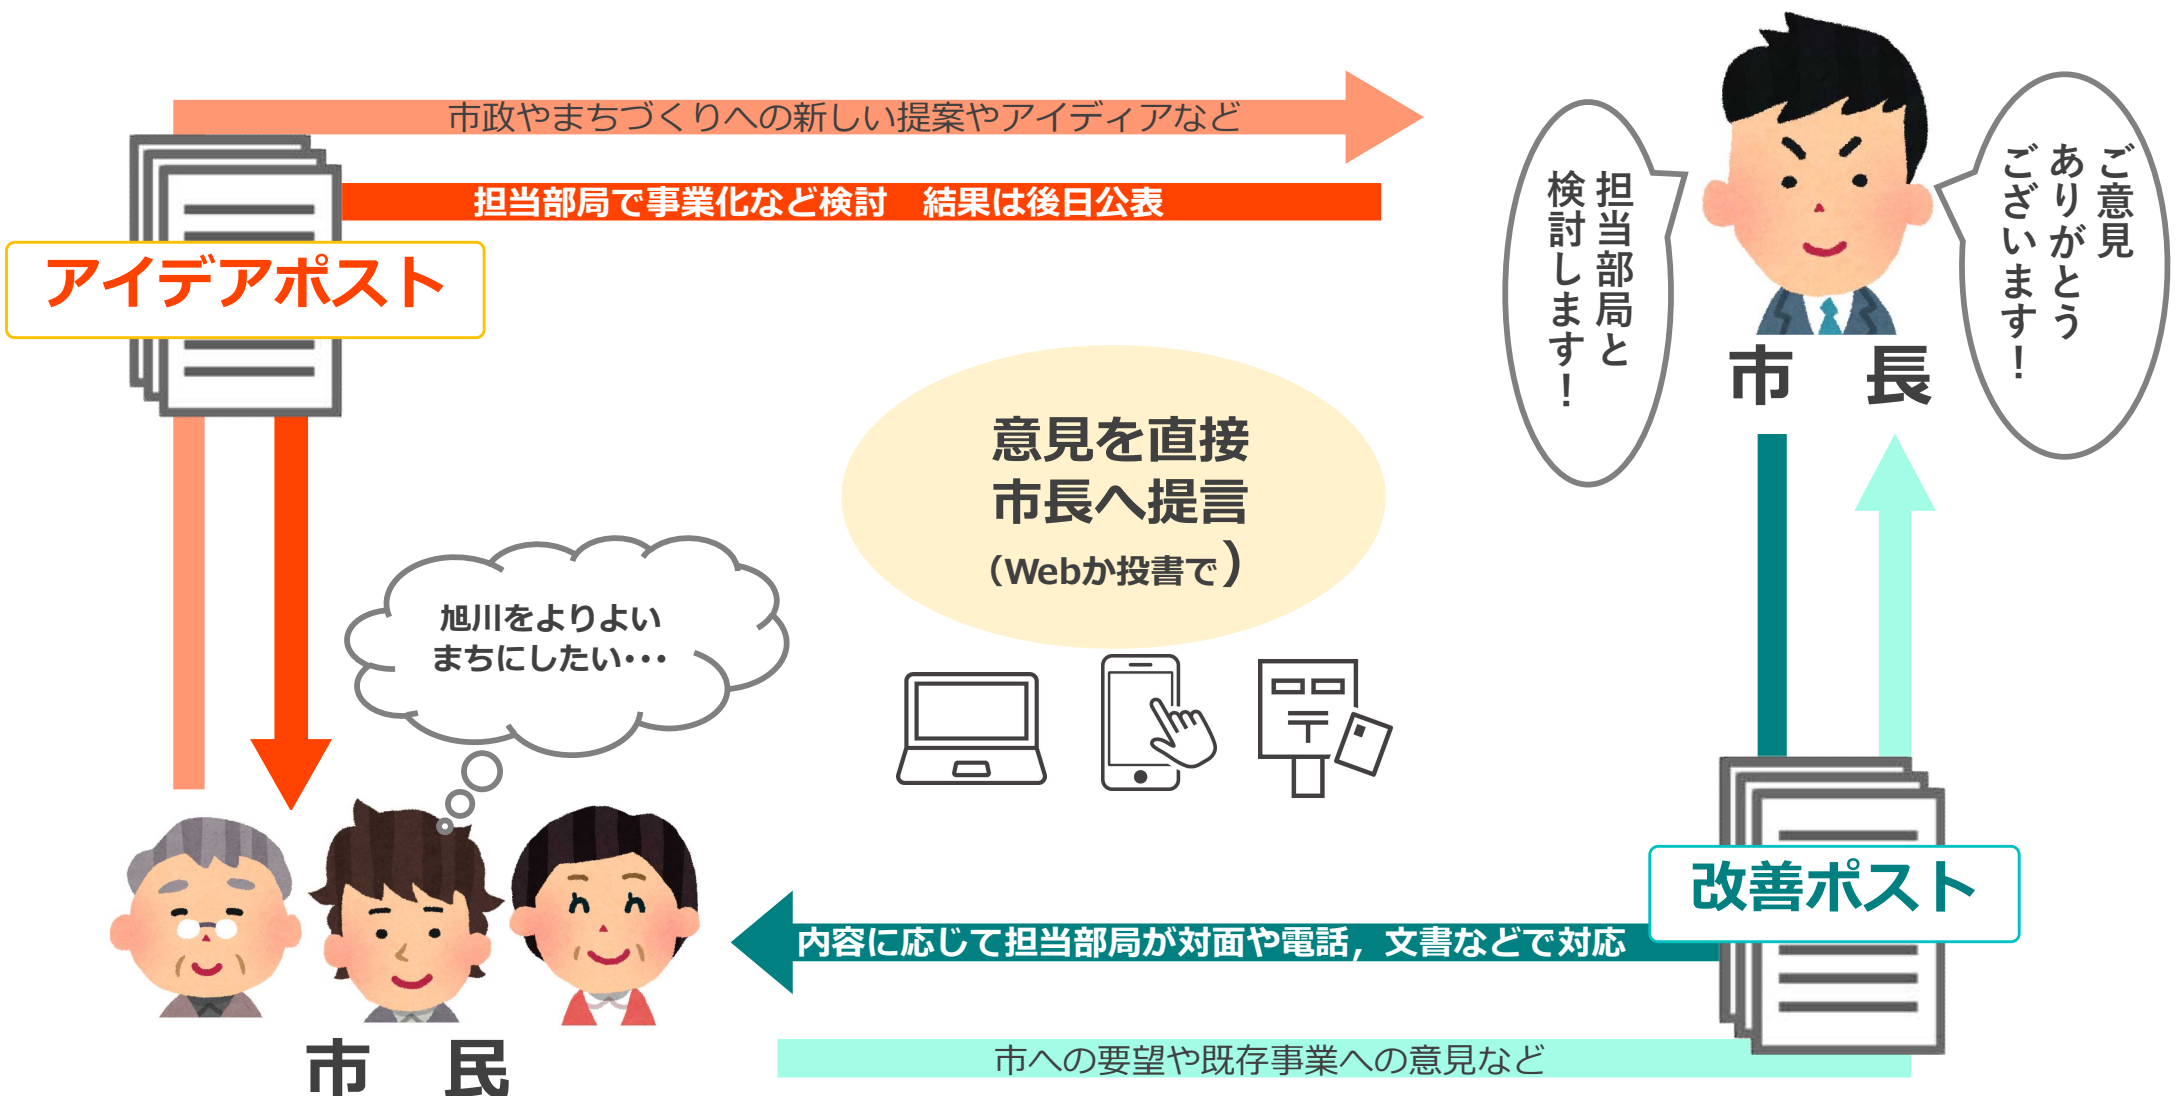 市政やまちづくりへの新しい提案やアイディアなど
担当部局で事業化など検討　結果は後日公表
アイデアポスト
担当部局と
検討します！
ご意見
ありがとう
ございます！
市　長
意見を直接
市長へ提言
（Webか投書で）
旭川をよりよい
まちにしたい･･･
改善ポスト
内容に応じて担当部局が対面や電話，文書などで対応
市への要望や既存事業への意見など
市　民